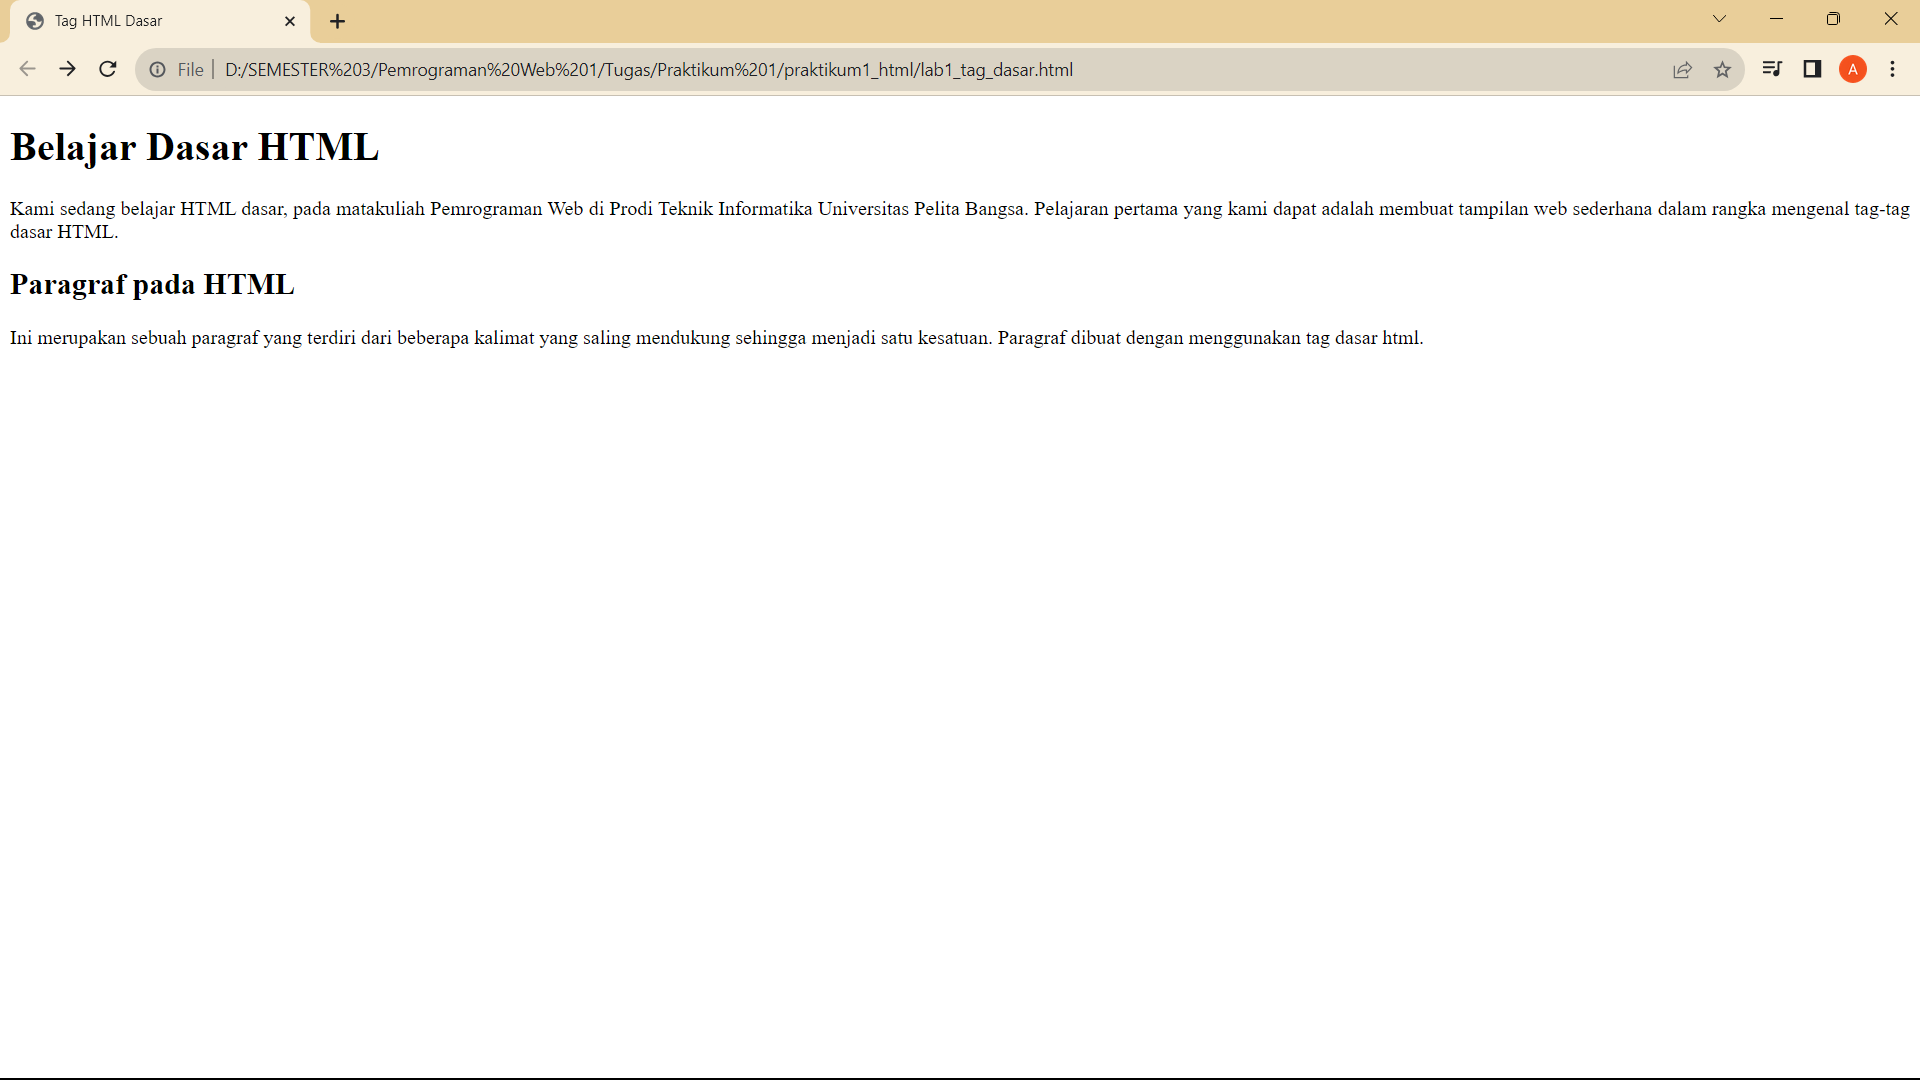 Tag HTML Dasar
File D:/SEMESTER%203/Pemrograman%20Web%201/Tugas/Praktikum%201/praktikum1_html/lab1_tag_dasar.html
A
Belajar Dasar HTML
Kami sedang belajar HTML dasar, pada matakuliah Pemrograman Web di Prodi Teknik Informatika Universitas Pelita Bangsa. Pelajaran pertama yang kami dapat adalah membuat tampilan web sederhana dalam rangka mengenal tag-tag
dasar HTML.
Paragraf pada HTML
Ini merupakan sebuah paragraf yang terdiri dari beberapa kalimat yang saling mendukung sehingga menjadi satu kesatuan. Paragraf dibuat dengan menggunakan tag dasar html.